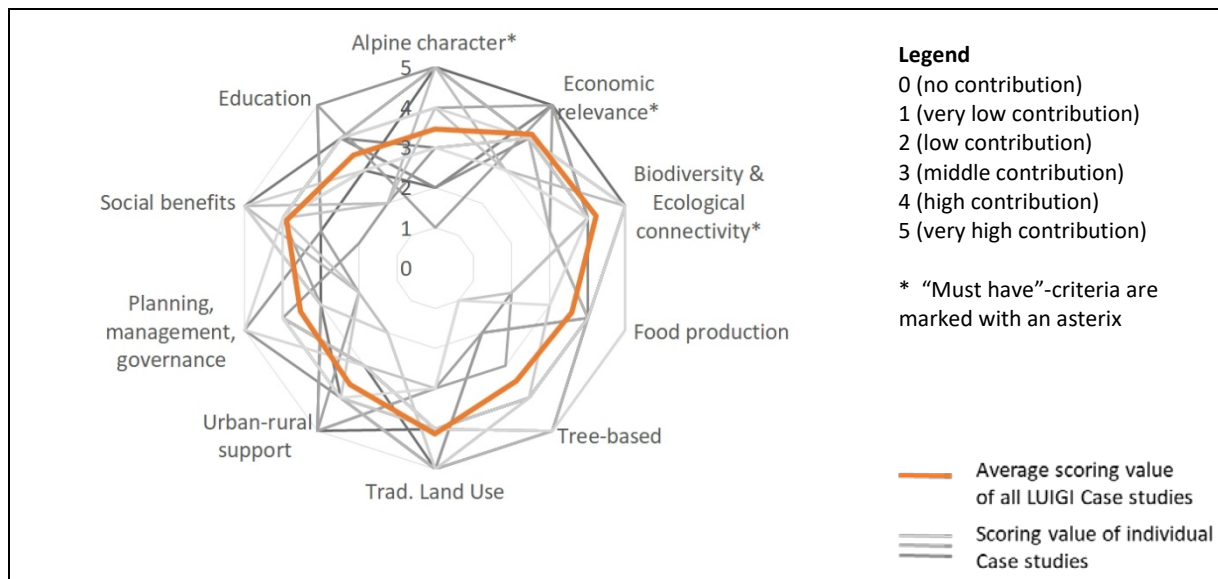 Alpine character*
5
4
3
2
1
0
Economic
relevance*
Biodiversity &
Ecological
connectivity*
Food production
Tree-based
Trad. Land Use
Urban-rural
support
Planning,
management,
governance
Social benefits
Education
Legend
0 (no contribution)
1 (very low contribution)
2 (low contribution)
3 (middle contribution)
4 (high contribution)
5 (very high contribution)
* “Must have”-criteria are
marked with an asterix
Average scoring value
of all LUIGI Case studies
Scoring value of individual
Case studies